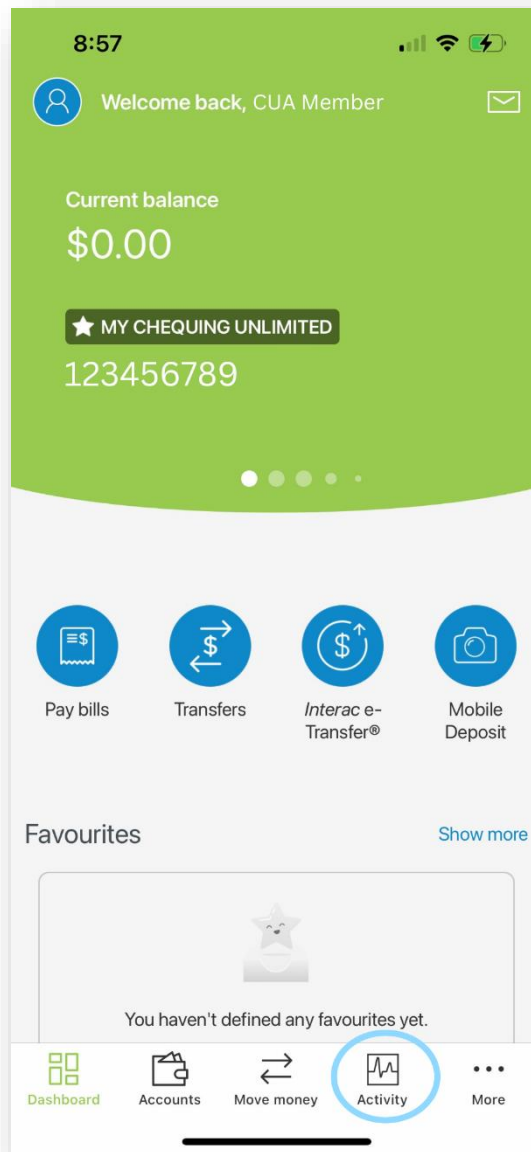 8:57
Welcome back, CUA Member
Current balance
$0.00
MY CHEQUING UNLIMITED
123456789
Pay bills
Transfers
Interac e-
Transfer®
Mobile
Deposit
Favourites
Show more
You haven't defined any favourites yet.
Dashboard
Accounts
Move money
Activity
More